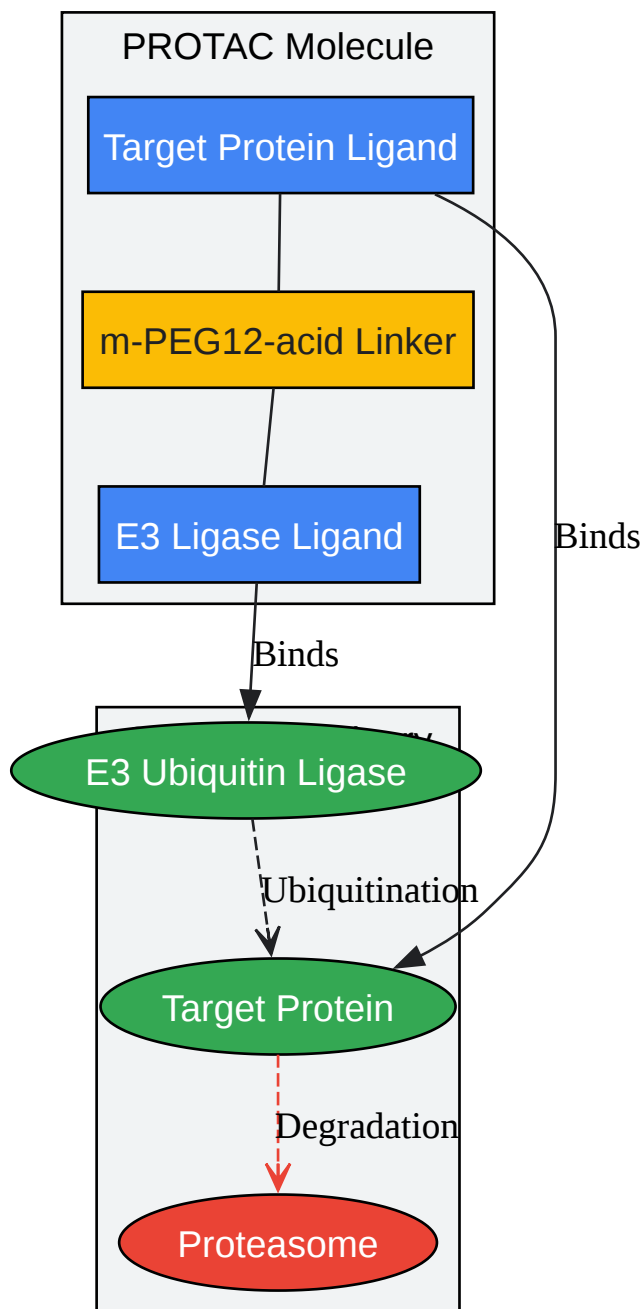 PROTAC Molecule
Target Protein Ligand
m-PEG12-acid Linker
E3 Ligase Ligand
Binds
Binds
E3 Ubiquitin Ligase
Ubiquitination
Target Protein
Degradation
Proteasome